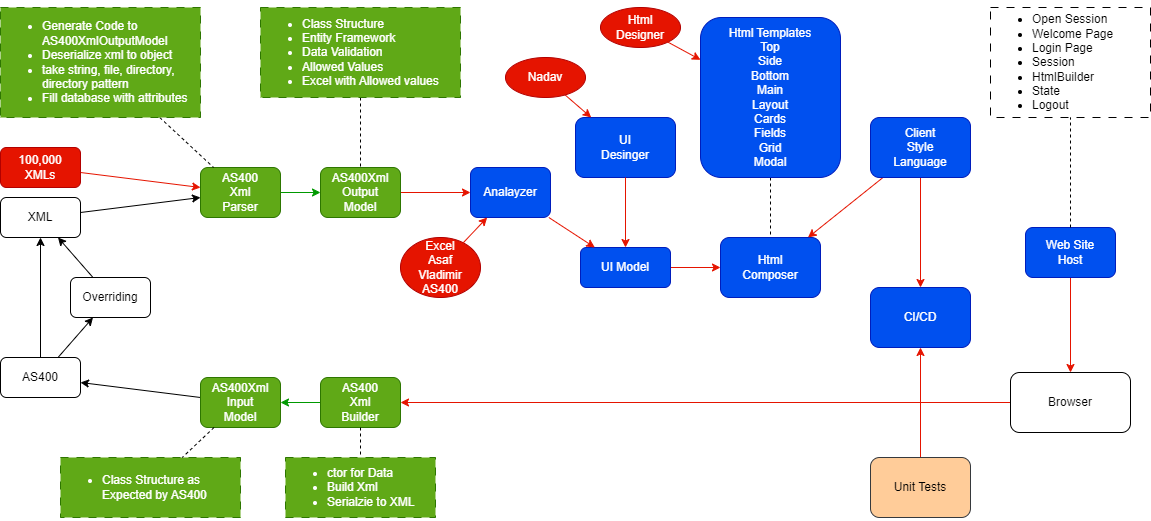 Generate Code to
AS400XmlOutputModel
Deserialize xml to object
take string, file, directory,
directory pattern
Fill database with attributes
Class Structure
Entity Framework
Data Validation
Allowed Values
Excel with Allowed values
Html
Designer
Html Templates
Top
Side
Bottom
Main
Layout
Cards
Fields
Grid
Modal
Open Session
Welcome Page
Login Page
Session
HtmlBuilder
State
Logout
Nadav
UI
Desinger
Client
Style
Language
100,000
XMLs
AS400
Xml
Parser
AS400Xml
Output
Model
Analayzer
XML
Excel
Asaf
Vladimir
AS400
UI Model
Html
Composer
Web Site
Host
Overriding
CI/CD
AS400
AS400Xml
Input
Model
AS400
Xml
Builder
Browser
Class Structure as
Expected by AS400
ctor for Data
Build Xml
Serialzie to XML
Unit Tests